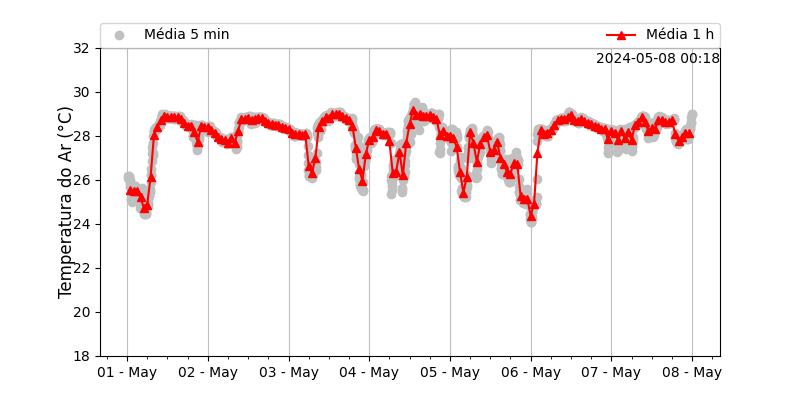 Média 5 min
Média 1 h
2024-05-08 00:18
Temperatura do Ar (°C)
32
30
28
26
24
22
20
18
01 - May
02 - May
03 - May
04 - May
05 - May
06 - May
07 - May
08 - May